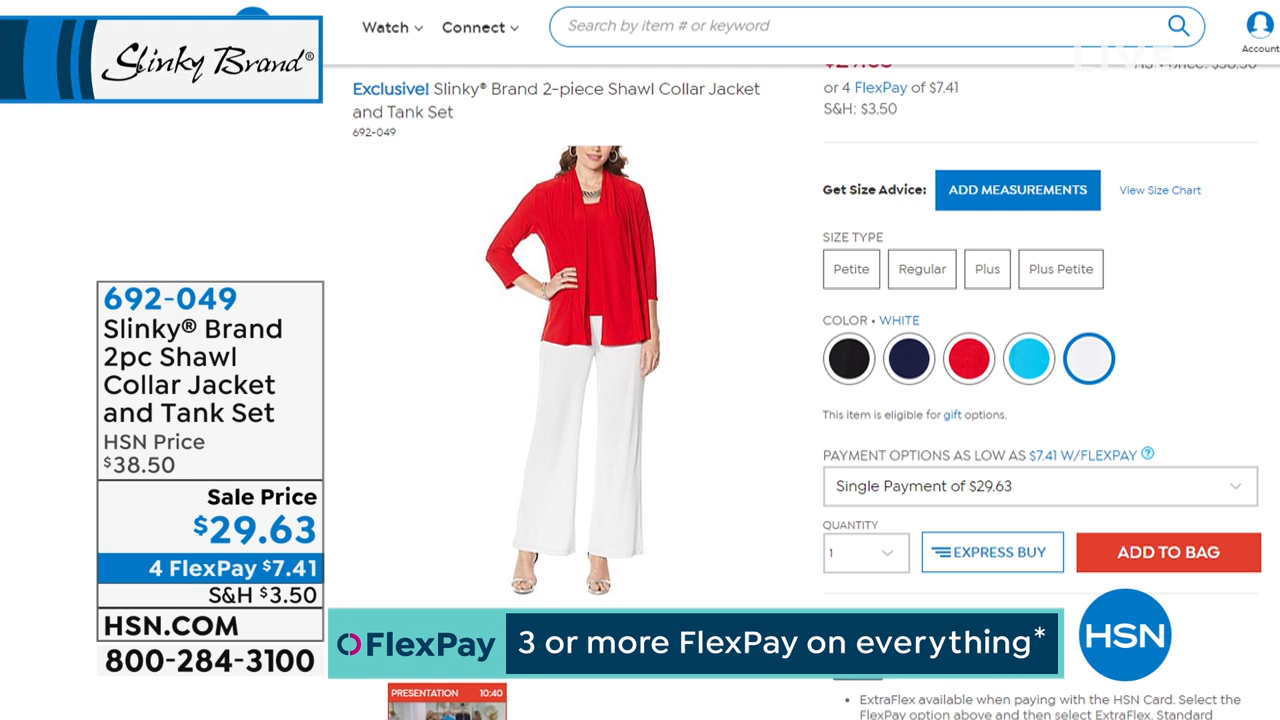 Slinky Brand®
Watch
Connect
Search by item # or keyword
Account
LIVE
Exclusive! Slinky® Brand 2-piece Shawl Collar Jacket
and Tank Set
692-049
or 4 FlexPay of $7.41
S&H: $3.50
Get Size Advice:
ADD MEASUREMENTS
View Size Chart
SIZE TYPE
Petite
Regular
Plus
Plus Petite
COLOR • WHITE
This item is eligible for gift options.
PAYMENT OPTIONS AS LOW AS $7.41 W/FLEXPAY ?
Single Payment of $29.63
QUANTITY
1
EXPRESS BUY
ADD TO BAG
692-049
Slinky® Brand
2pc Shawl
Collar Jacket
and Tank Set
HSN Price
$38.50
Sale Price
$29.63
4 FlexPay $7.41
S&H $3.50
HSN.COM
800-284-3100
FlexPay
3 or more FlexPay on everything*
HSN
PRESENTATION 10:40
• ExtraFlex available when paying with the HSN Card. Select the
FlexPay option above and then select ExtraFlex. Standard